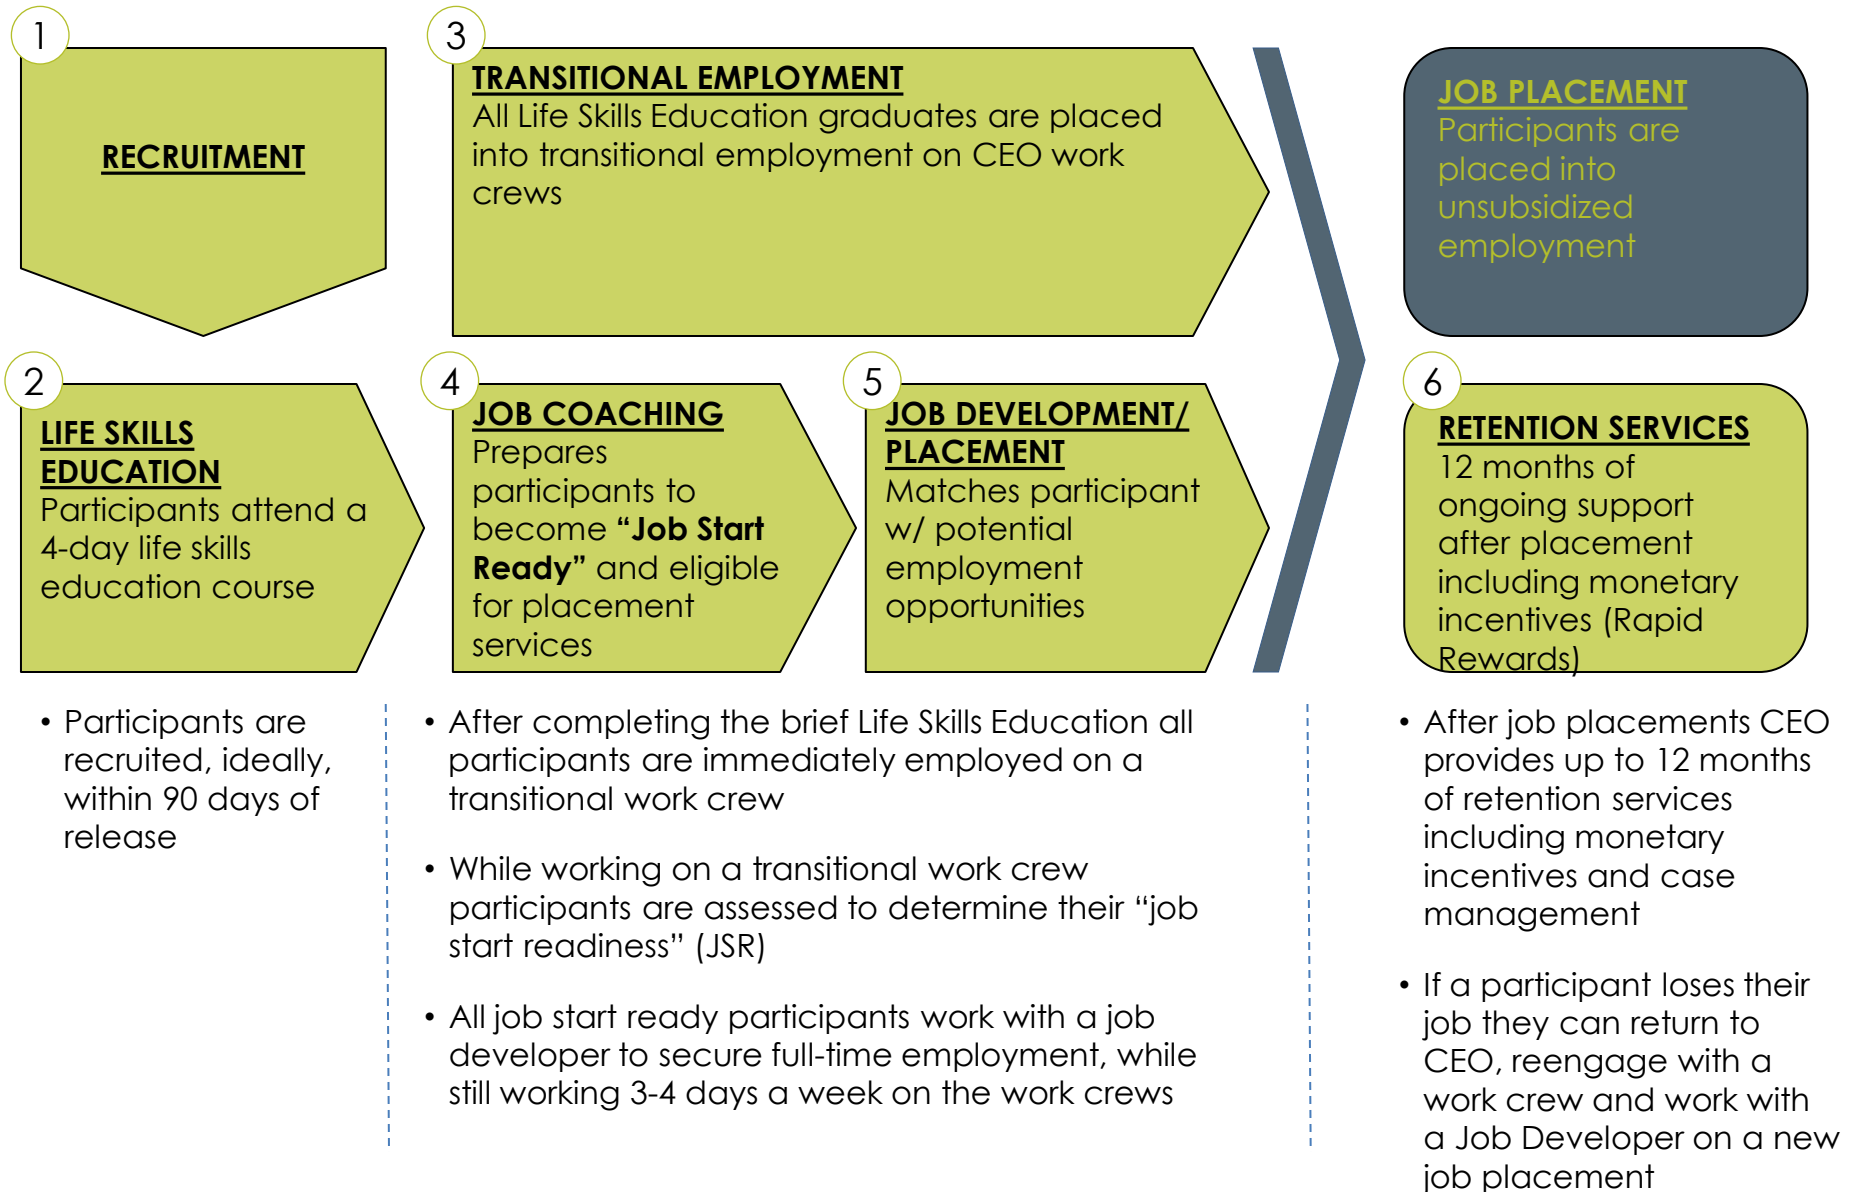 1
RECRUITMENT
2
LIFE SKILLS
EDUCATION
Participants attend a
4-day life skills
education course
3
TRANSITIONAL EMPLOYMENT
All Life Skills Education graduates are placed
into transitional employment on CEO work
crews
4
JOB COACHING
Prepares
participants to
become “Job Start
Ready” and eligible
for placement
services
5
JOB DEVELOPMENT/
PLACEMENT
Matches participant
w/ potential
employment
opportunities
JOB PLACEMENT
Participants are
placed into
unsubsidized
employment
6
RETENTION SERVICES
12 months of
ongoing support
after placement
including monetary
incentives (Rapid
Rewards)
• Participants are
recruited, ideally,
within 90 days of
release
• After completing the brief Life Skills Education all
participants are immediately employed on a
transitional work crew
• While working on a transitional work crew
participants are assessed to determine their “job
start readiness” (JSR)
• All job start ready participants work with a job
developer to secure full-time employment, while
still working 3-4 days a week on the work crews
• After job placements CEO
provides up to 12 months
of retention services
including monetary
incentives and case
management
• If a participant loses their
job they can return to
CEO, reengage with a
work crew and work with
a Job Developer on a new
job placement